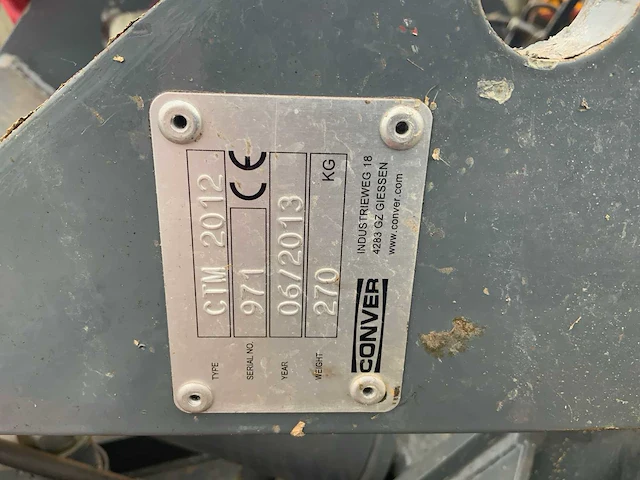 TYPE CTM 2012
SERIAL NO. 971 CE
YEAR 06/2013
WEIGHT 270 KG
CONVER
INDUSTRIEWEG 18
4283 GZ GIESSEN
www.conver.com